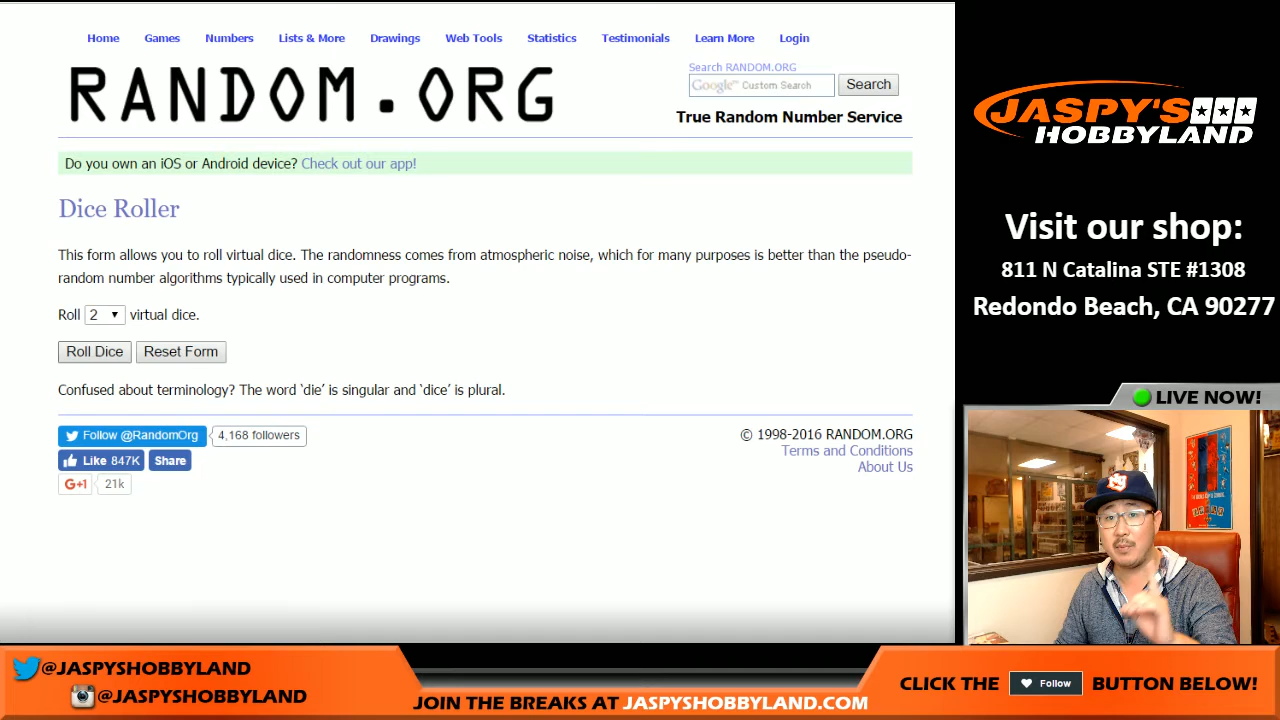 Home Games Numbers Lists & More Drawings Web Tools Statistics Testimonials Learn More Login
RANDOM.ORG
Search RANDOM.ORG
Google™ Custom Search Search
True Random Number Service
Do you own an iOS or Android device? Check out our app!
Dice Roller
This form allows you to roll virtual dice. The randomness comes from atmospheric noise, which for many purposes is better than the pseudo-
random number algorithms typically used in computer programs.
Roll 2 virtual dice.
Roll Dice Reset Form
Confused about terminology? The word ‘die’ is singular and ‘dice’ is plural.
Follow @RandomOrg 4,168 followers
Like 847K Share
G+1 21k
© 1998-2016 RANDOM.ORG
Terms and Conditions
About Us
JASPY'S
HOBBYLAND
Visit our shop:
811 N Catalina STE #1308
Redondo Beach, CA 90277
LIVE NOW!
@JASPYSHOBBYLAND
@JASPYSHOBBYLAND
JOIN THE BREAKS AT JASPYSHOBBYLAND.COM
CLICK THE Follow BUTTON BELOW!